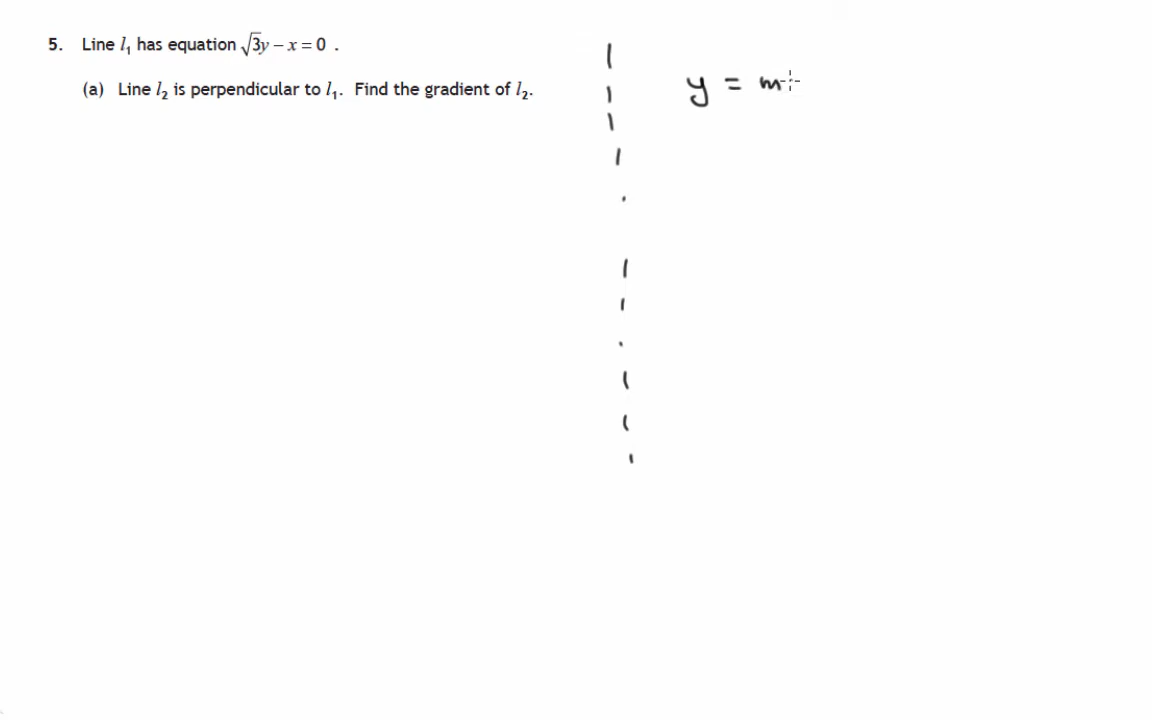 5. Line l₁ has equation √3y − x = 0 .
(a) Line l₂ is perpendicular to l₁. Find the gradient of l₂.
y = m